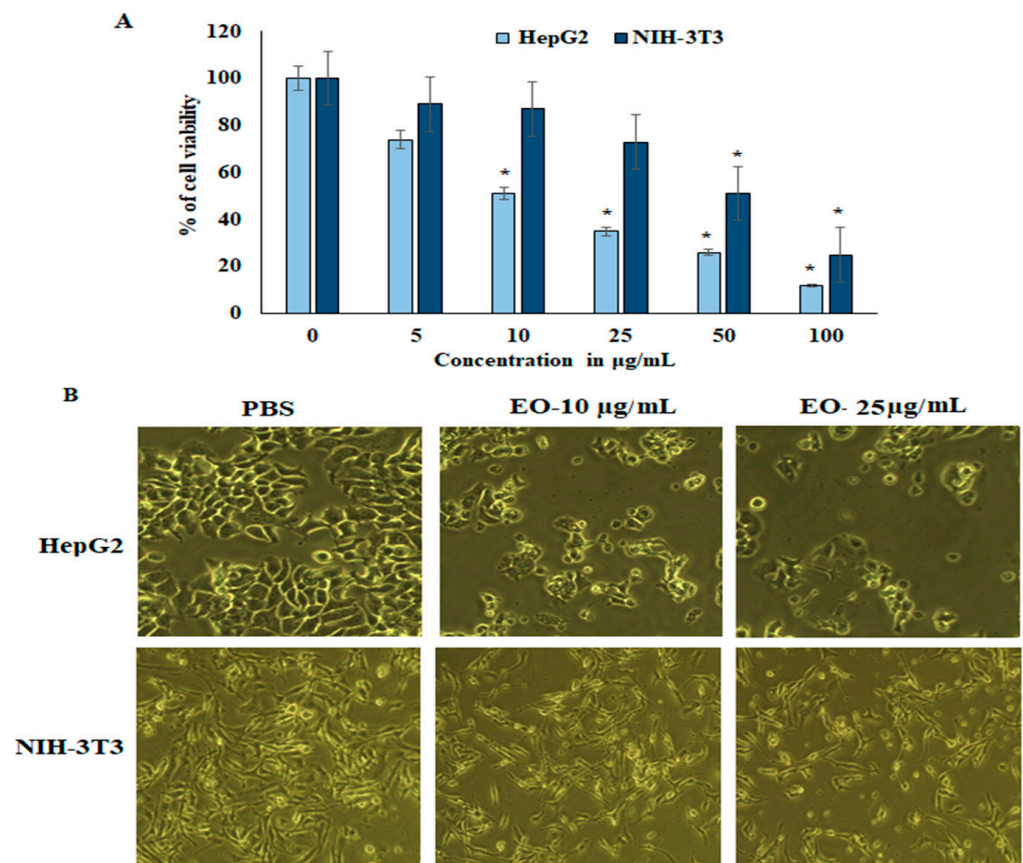 A
120
HepG2 NIH-3T3
100
80
60
40
20
0
% of cell viability
* * * * * *
0 5 10 25 50 100
Concentration in µg/mL
B
PBS EO-10 µg/mL EO- 25µg/mL
HepG2
NIH-3T3